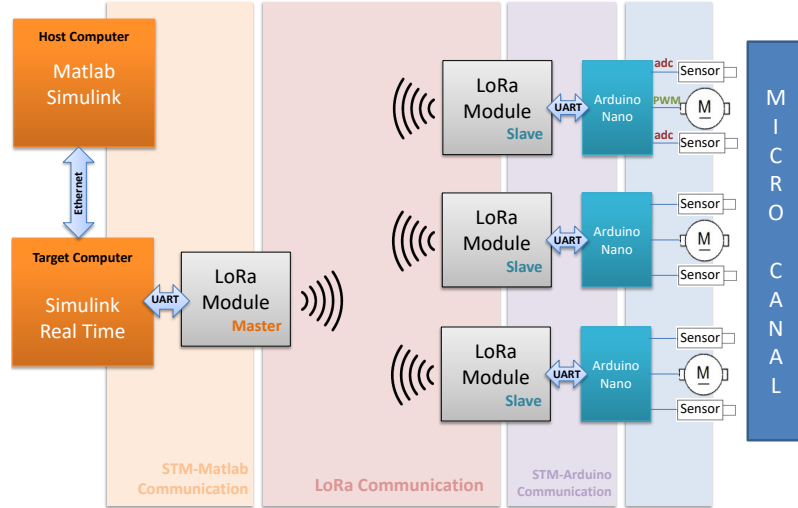 Host Computer
Matlab
Simulink
Ethernet
Target Computer
Simulink
Real Time
UART
LoRa
Module
Master
LoRa
Module
Slave
UART
Arduino
Nano
adc
Sensor
PWM
M
adc
Sensor
LoRa
Module
Slave
UART
Arduino
Nano
Sensor
M
Sensor
LoRa
Module
Slave
UART
Arduino
Nano
Sensor
M
Sensor
MICRO CANAL
STM-Matlab
Communication
LoRa Communication
STM-Arduino
Communication